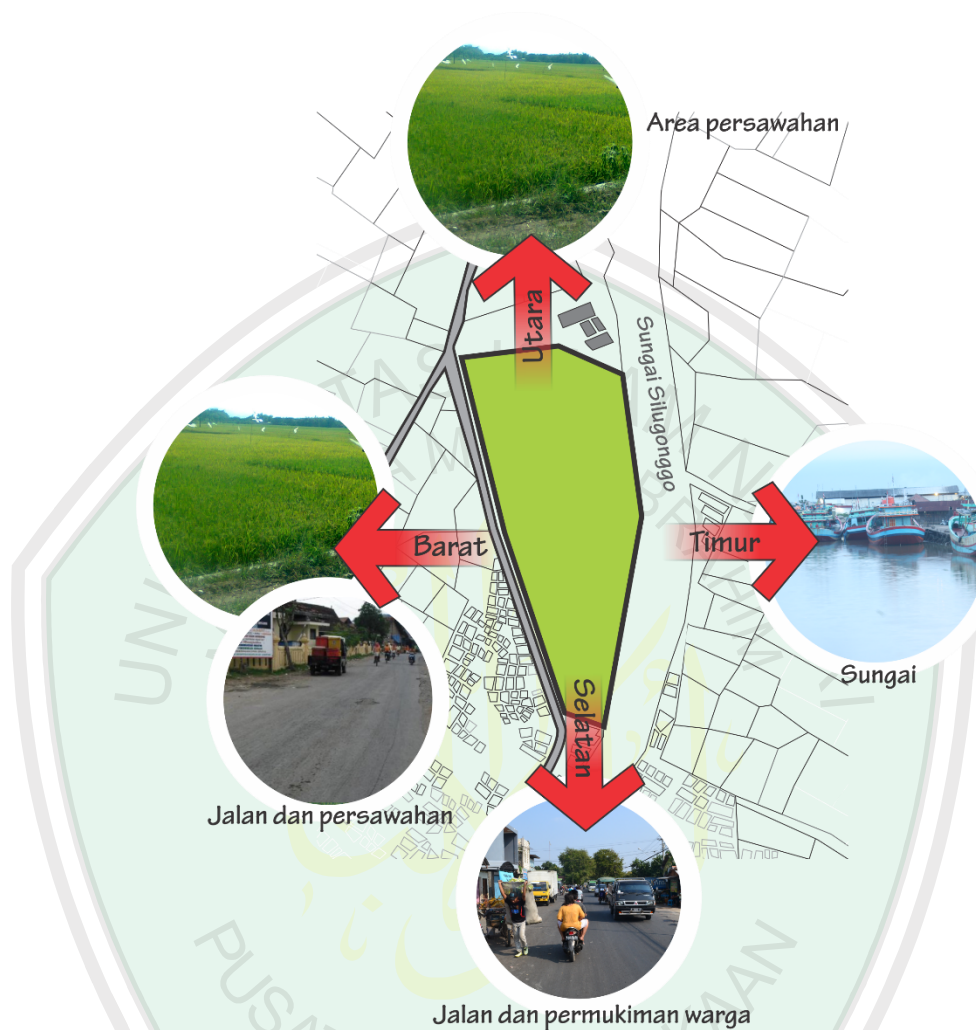 Area persawahan
Utara
Sungai Silugonggo
Barat
Timur
Sungai
Selatan
Jalan dan persawahan
Jalan dan permukiman warga